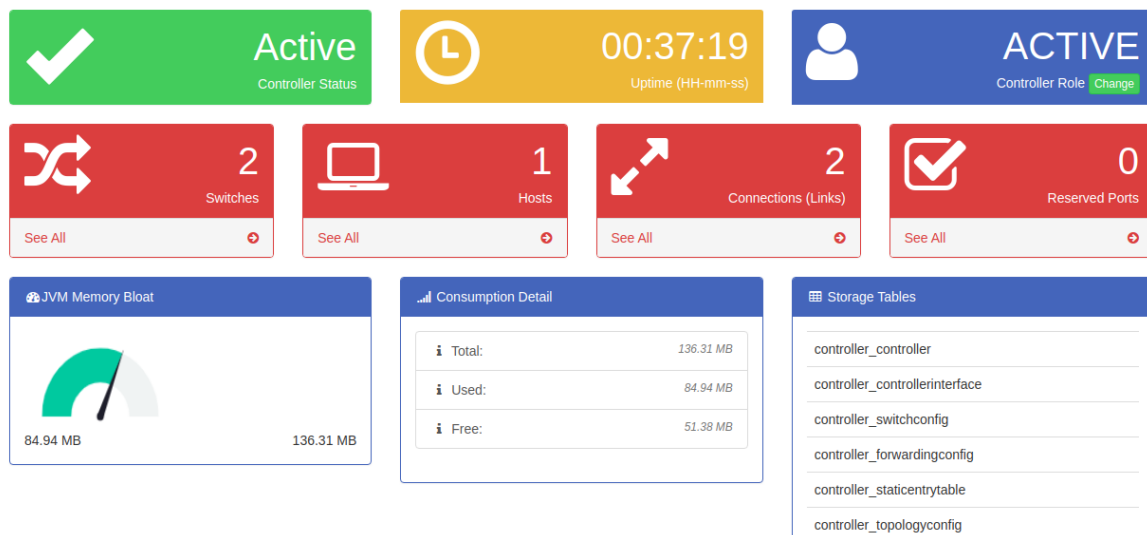 Active
Controller Status
00:37:19
Uptime (HH-mm-ss)
ACTIVE
Controller Role Change
2
Switches
See All
1
Hosts
See All
2
Connections (Links)
See All
0
Reserved Ports
See All
JVM Memory Bloat
84.94 MB 136.31 MB
Consumption Detail
Total: 136.31 MB
Used: 84.94 MB
Free: 51.38 MB
Storage Tables
controller_controller
controller_controllerinterface
controller_switchconfig
controller_forwardingconfig
controller_staticentrytable
controller_topologyconfig